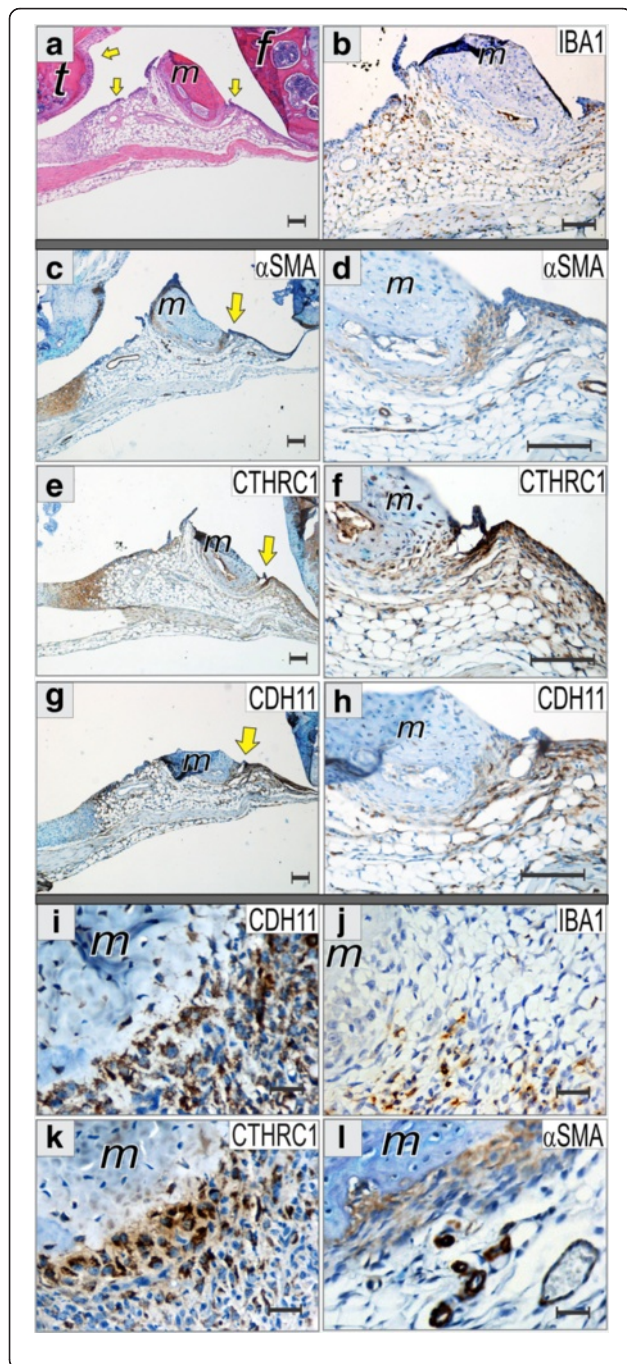 a t m f
b IBA1 m
c αSMA m
d αSMA m
e CTHRC1 m
f CTHRC1 m
g CDH11 m
h CDH11 m
i CDH11 m
j IBA1 m
k CTHRC1 m
l αSMA m